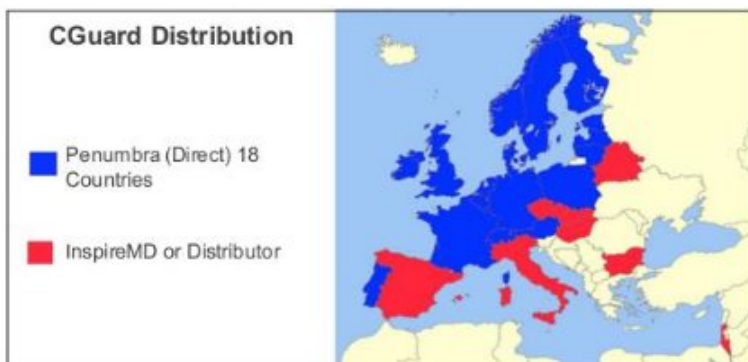 CGuard Distribution
Penumbra (Direct) 18
Countries
InspireMD or Distributor